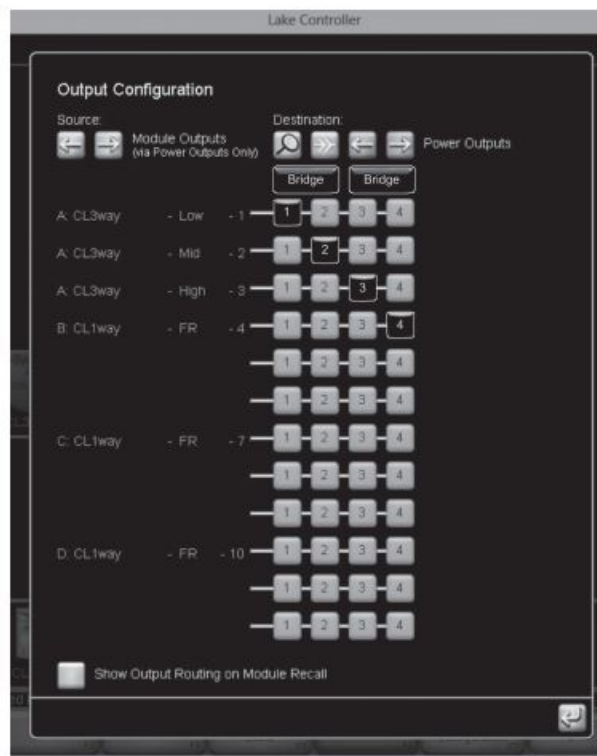 Lake Controller
Output Configuration
Source: Destination:
Module Outputs Power Outputs
(via Power Outputs Only)
Bridge Bridge
A: CL3way - Low - 1 1 2 3 4
A: CL3way - Mid - 2 1 2 3 4
A: CL3way - High - 3 1 2 3 4
B: CL1way - FR - 4 1 2 3 4
1 2 3 4
1 2 3 4
C: CL1way - FR - 7 1 2 3 4
1 2 3 4
1 2 3 4
D: CL1way - FR - 10 1 2 3 4
1 2 3 4
1 2 3 4
Show Output Routing on Module Recall